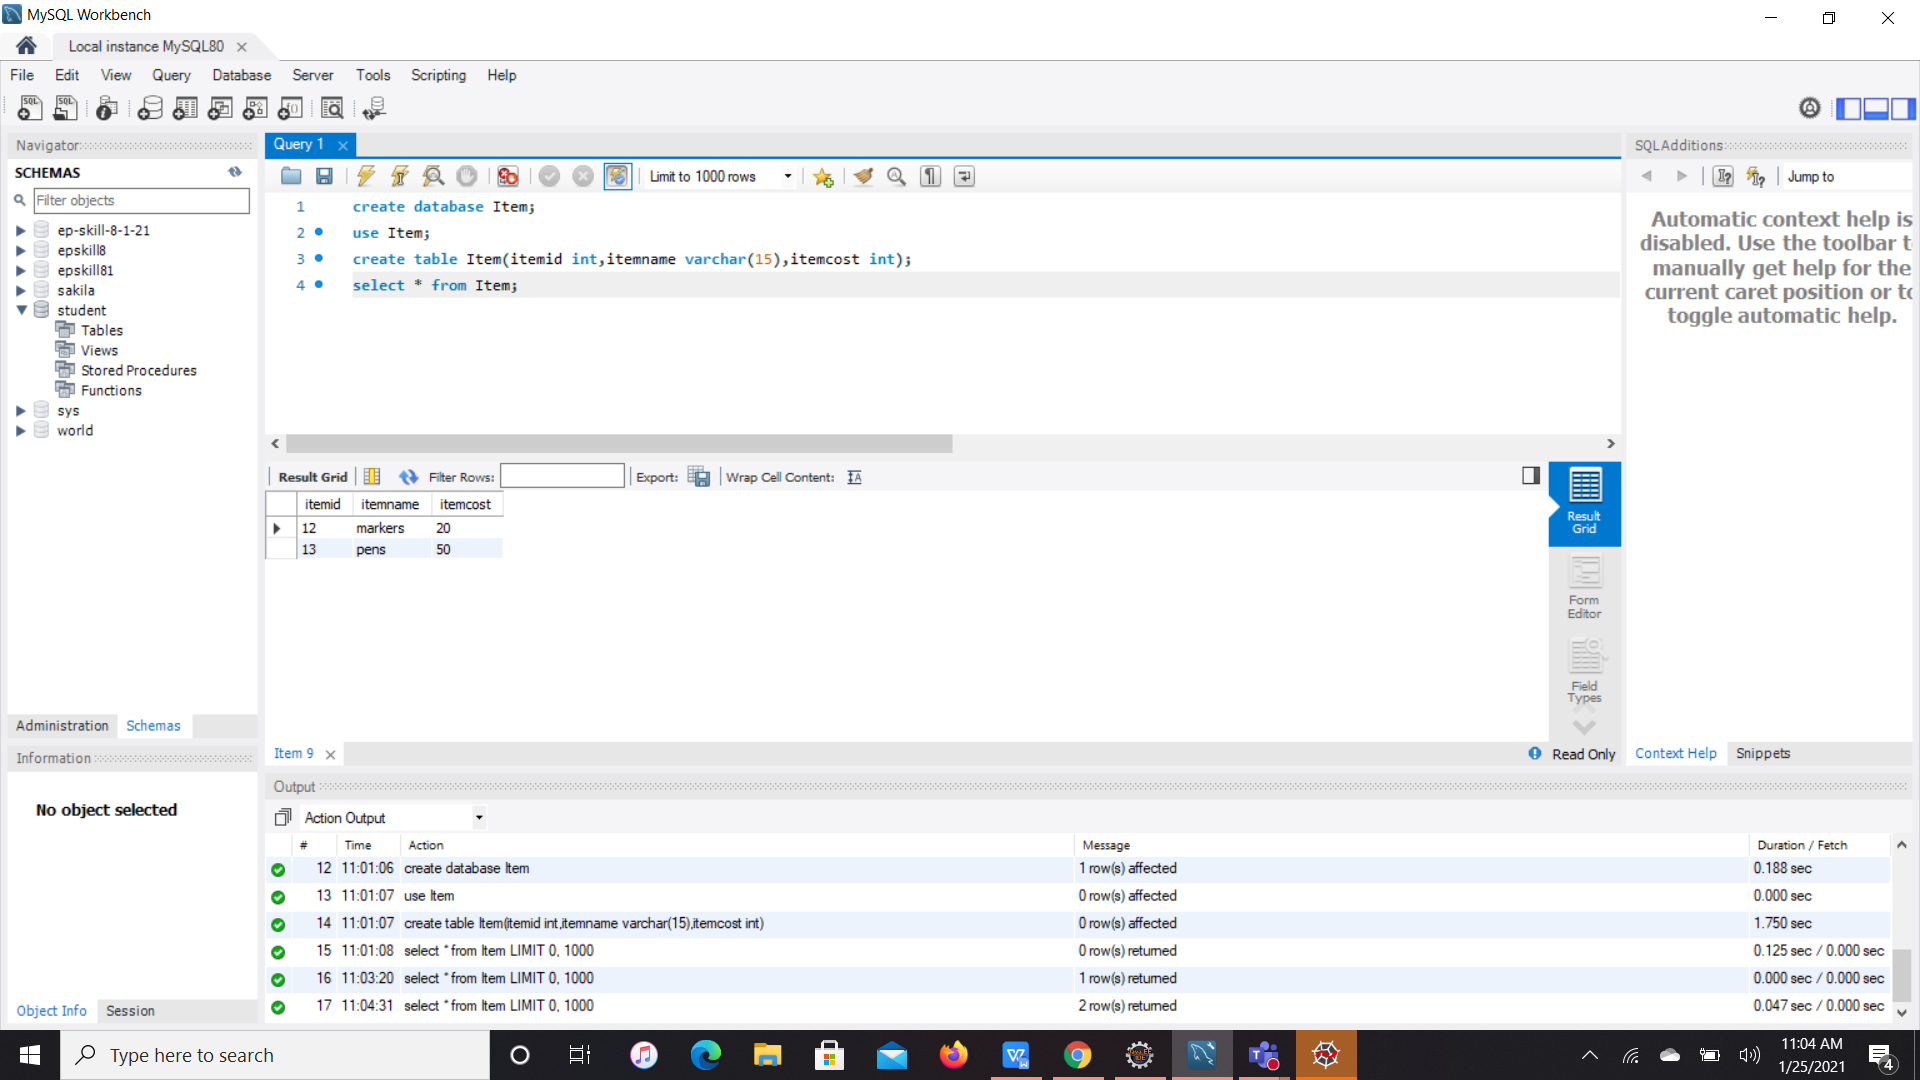 MySQL Workbench
Local instance MySQL80
File Edit View Query Database Server Tools Scripting Help
Navigator
SCHEMAS
Filter objects
ep-skill-8-1-21
epskill8
epskill81
sakila
student
Tables
Views
Stored Procedures
Functions
sys
world
Administration Schemas
Information
No object selected
Object Info Session
Query 1
Limit to 1000 rows
1 create database Item;
2 use Item;
3 create table Item(itemid int,itemname varchar(15),itemcost int);
4 select * from Item;
Result Grid Filter Rows: Export: Wrap Cell Content:
itemid itemname itemcost
12 markers 20
13 pens 50
Result
Grid
Form
Editor
Field
Types
Item 9
Read Only
SQLAdditions
Jump to
Automatic context help is
disabled. Use the toolbar t
manually get help for the
current caret position or to
toggle automatic help.
Context Help Snippets
Output
Action Output
# Time Action Message Duration / Fetch
12 11:01:06 create database Item 1 row(s) affected 0.188 sec
13 11:01:07 use Item 0 row(s) affected 0.000 sec
14 11:01:07 create table Item(itemid int,itemname varchar(15),itemcost int) 0 row(s) affected 1.750 sec
15 11:01:08 select * from Item LIMIT 0, 1000 0 row(s) returned 0.125 sec / 0.000 sec
16 11:03:20 select * from Item LIMIT 0, 1000 1 row(s) returned 0.000 sec / 0.000 sec
17 11:04:31 select * from Item LIMIT 0, 1000 2 row(s) returned 0.047 sec / 0.000 sec
Type here to search
11:04 AM
1/25/2021
4